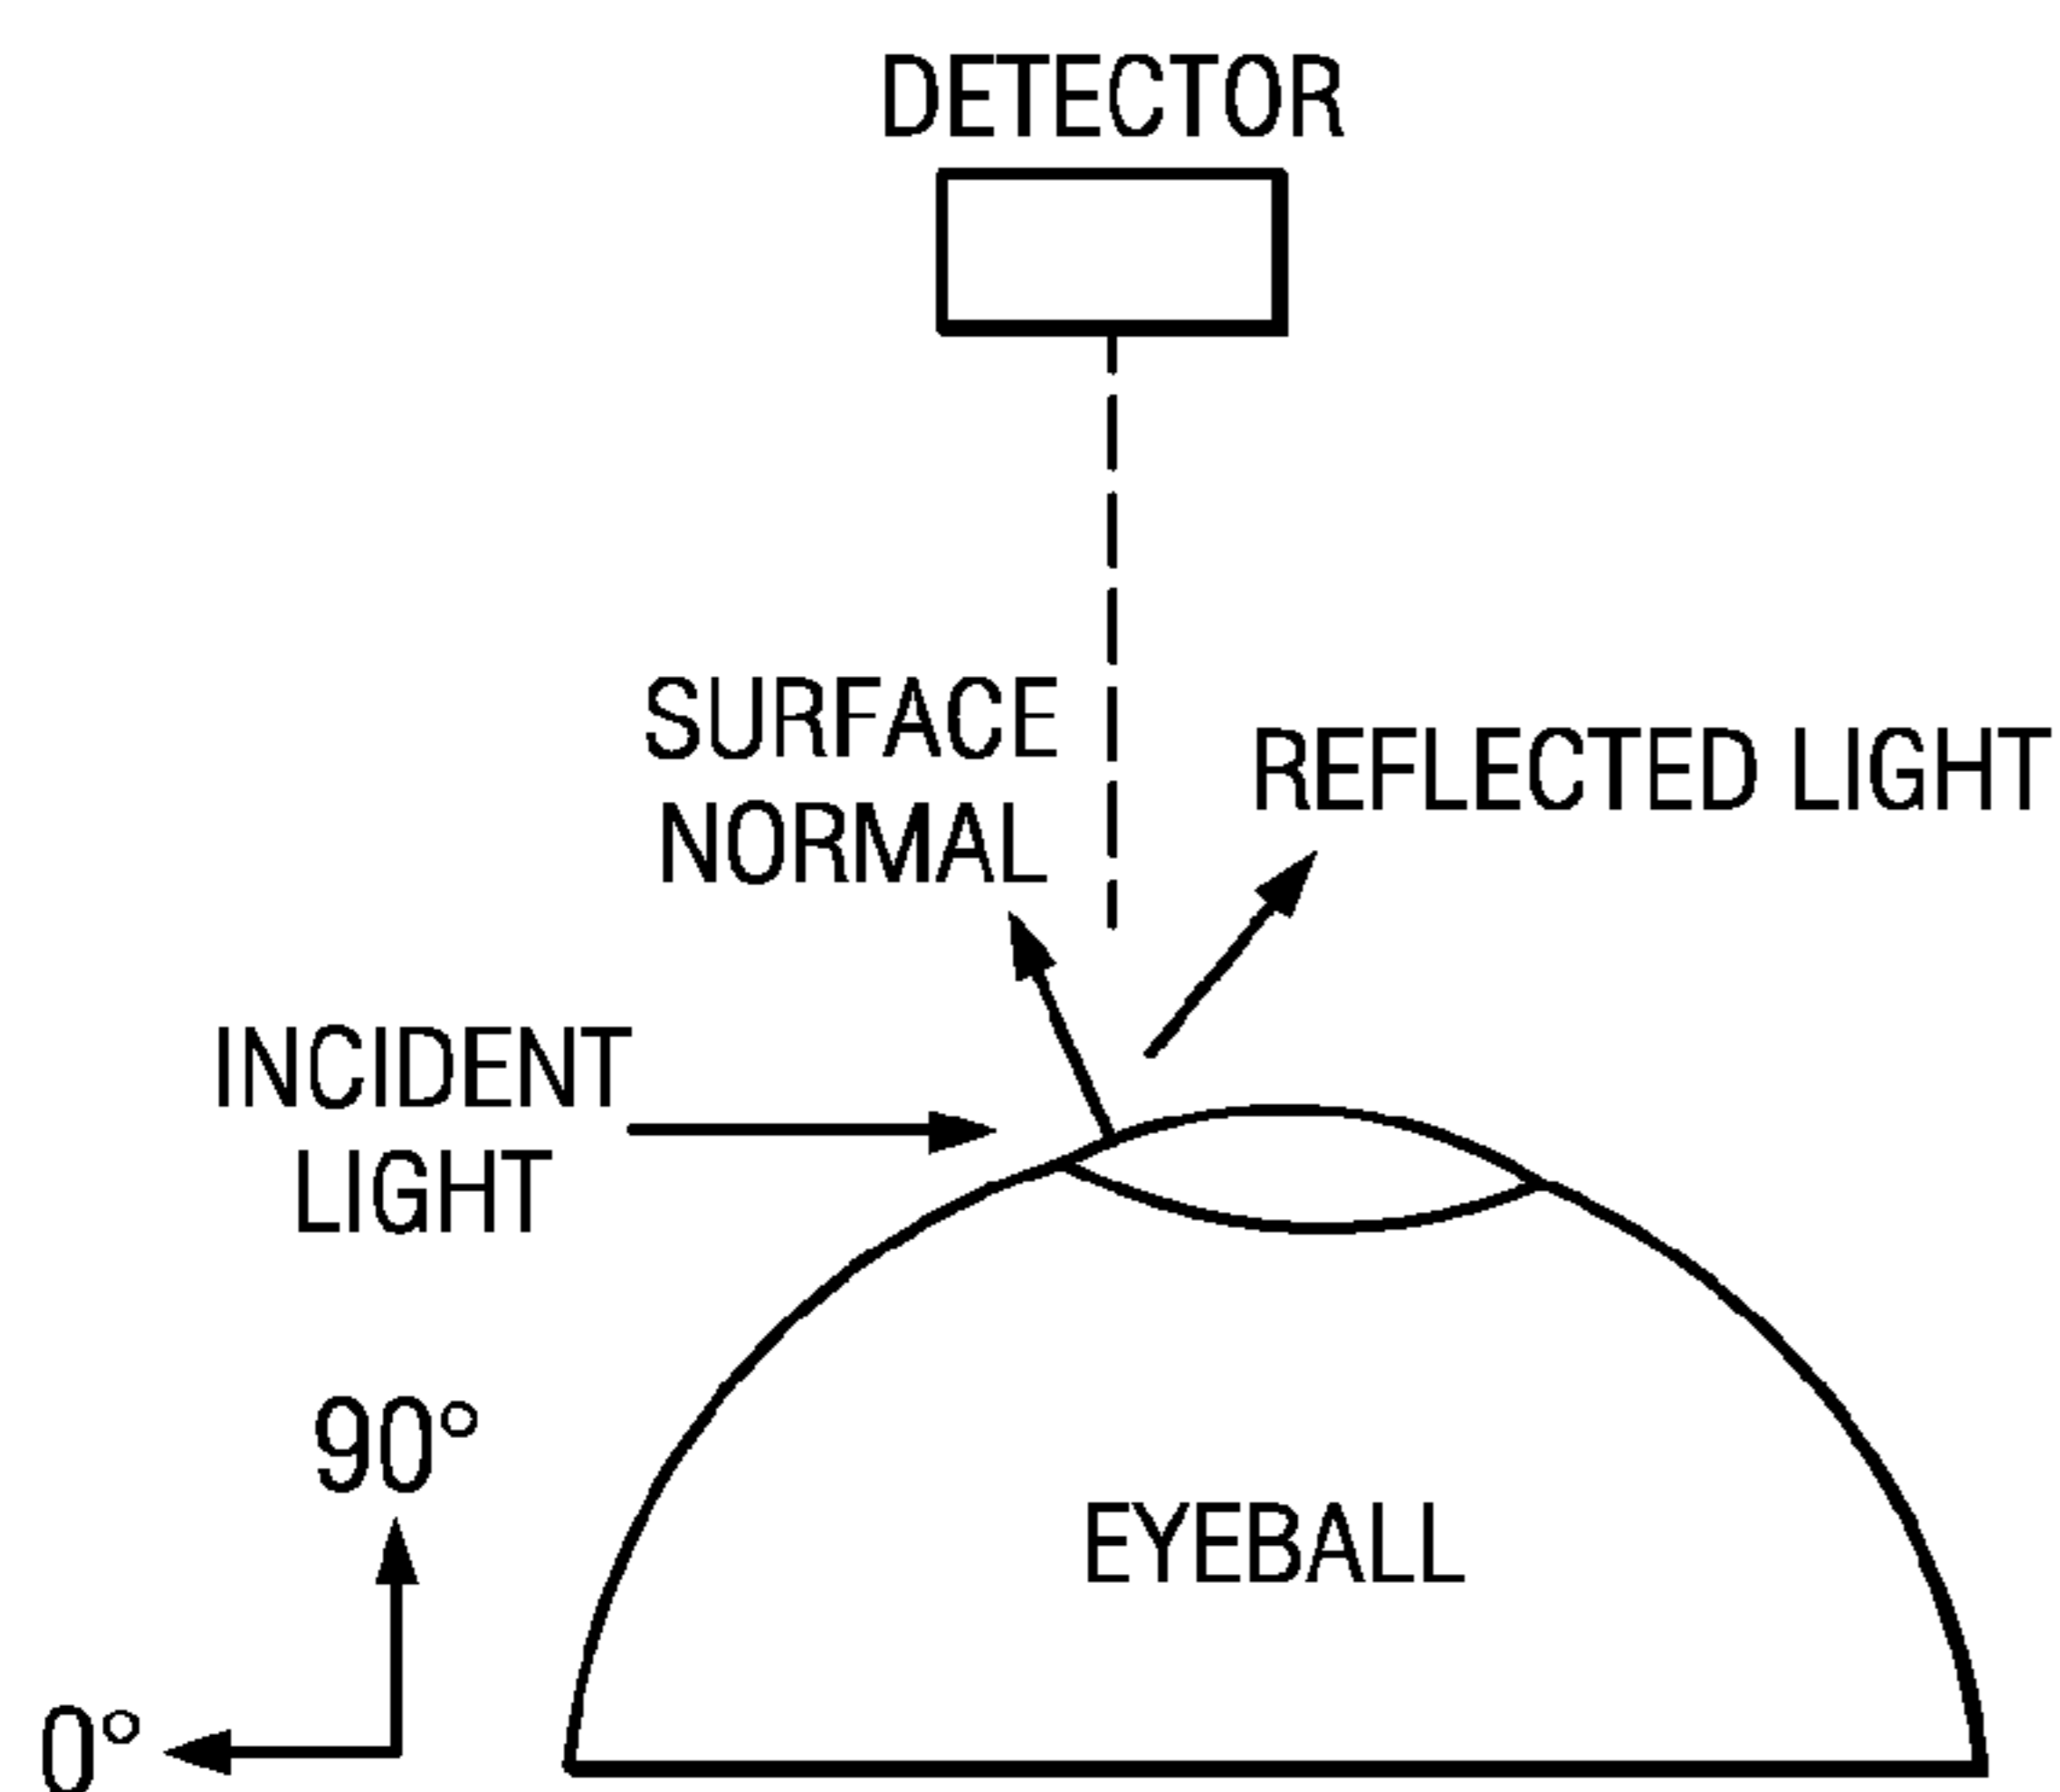 DETECTOR
SURFACE
NORMAL
REFLECTED LIGHT
INCIDENT
LIGHT
90°
EYEBALL
0°